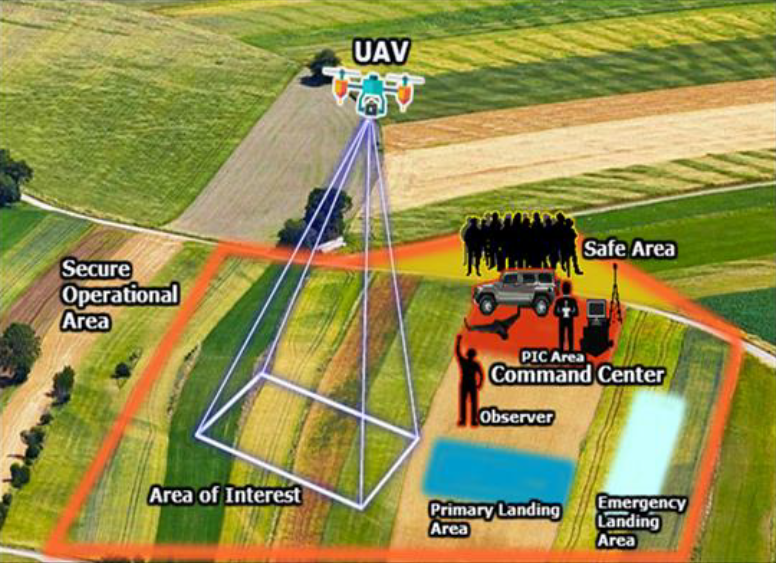 UAV
Safe Area
Secure
Operational
Area
PIC Area
Command Center
Observer
Area of Interest
Primary Landing
Area
Emergency
Landing
Area